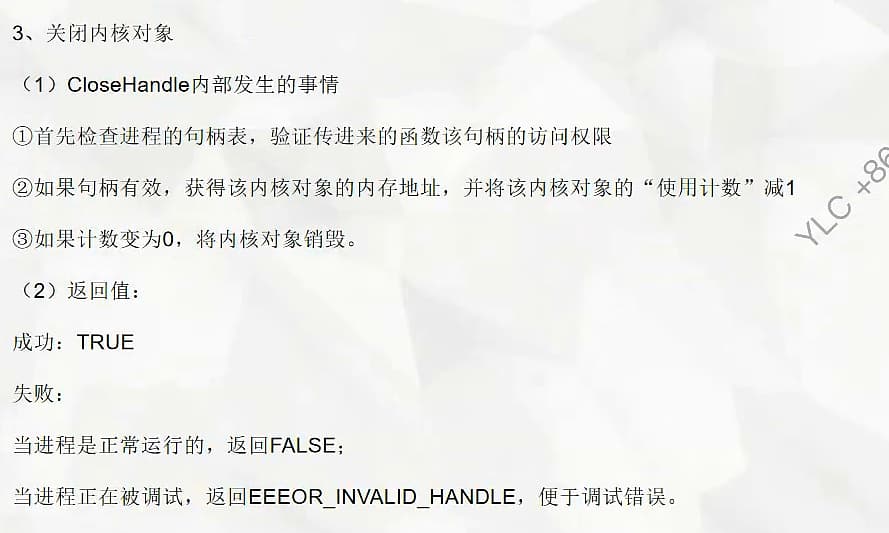 3、关闭内核对象
（1）CloseHandle内部发生的事情
①首先检查进程的句柄表，验证传进来的函数该句柄的访问权限
②如果句柄有效，获得该内核对象的内存地址，并将该内核对象的“使用计数”减1
③如果计数变为0，将内核对象销毁。
（2）返回值：
成功：TRUE
失败：
当进程是正常运行的，返回FALSE；
当进程正在被调试，返回EEEOR_INVALID_HANDLE，便于调试错误。
YLC +86